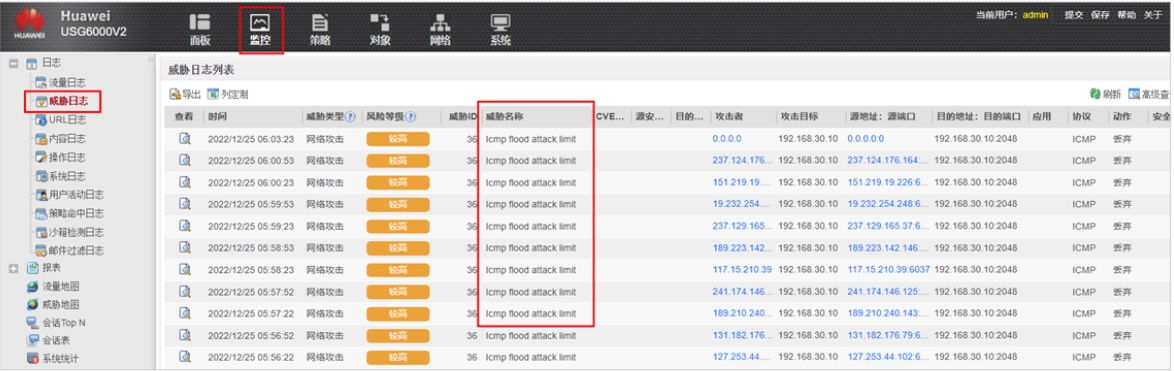 HUAWEI
Huawei
USG6000V2
面板
监控
策略
对象
网络
系统
当前用户：admin 提交 保存 帮助 关于
日志
流量日志
威胁日志
URL日志
内容日志
操作日志
系统日志
用户活动日志
策略命中日志
沙箱检测日志
邮件过滤日志
报表
流量地图
威胁地图
会话Top N
会话表
系统统计
威胁日志列表
导出 列定制 刷新 高级查
查看 时间 威胁类型 风险等级 威胁ID 威胁名称 CVE... 源安... 目的... 攻击者 攻击目标 源地址：源端口 目的地址：目的端口 应用 协议 动作 安全
2022/12/25 06:03:23 网络攻击 较高 36 Icmp flood attack limit 0.0.0.0 192.168.30.10 0.0.0.0:0 192.168.30.10:2048 ICMP 丢弃
2022/12/25 06:00:53 网络攻击 较高 36 Icmp flood attack limit 237.124.176... 192.168.30.10 237.124.176.164:... 192.168.30.10:2048 ICMP 丢弃
2022/12/25 06:00:23 网络攻击 较高 36 Icmp flood attack limit 151.219.19.... 192.168.30.10 151.219.19.226:6... 192.168.30.10:2048 ICMP 丢弃
2022/12/25 05:59:53 网络攻击 较高 36 Icmp flood attack limit 19.232.254.... 192.168.30.10 19.232.254.248:6... 192.168.30.10:2048 ICMP 丢弃
2022/12/25 05:59:23 网络攻击 较高 36 Icmp flood attack limit 237.129.165... 192.168.30.10 237.129.165.37:6... 192.168.30.10:2048 ICMP 丢弃
2022/12/25 05:58:53 网络攻击 较高 36 Icmp flood attack limit 189.223.142... 192.168.30.10 189.223.142.146:... 192.168.30.10:2048 ICMP 丢弃
2022/12/25 05:58:23 网络攻击 较高 36 Icmp flood attack limit 117.15.210.39 192.168.30.10 117.15.210.39:6037 192.168.30.10:2048 ICMP 丢弃
2022/12/25 05:57:52 网络攻击 较高 36 Icmp flood attack limit 241.174.146... 192.168.30.10 241.174.146.125:... 192.168.30.10:2048 ICMP 丢弃
2022/12/25 05:57:22 网络攻击 较高 36 Icmp flood attack limit 189.210.240... 192.168.30.10 189.210.240.143:... 192.168.30.10:2048 ICMP 丢弃
2022/12/25 05:56:52 网络攻击 较高 36 Icmp flood attack limit 131.182.176... 192.168.30.10 131.182.176.79:6... 192.168.30.10:2048 ICMP 丢弃
2022/12/25 05:56:22 网络攻击 较高 36 Icmp flood attack limit 127.253.44.... 192.168.30.10 127.253.44.102:6... 192.168.30.10:2048 ICMP 丢弃